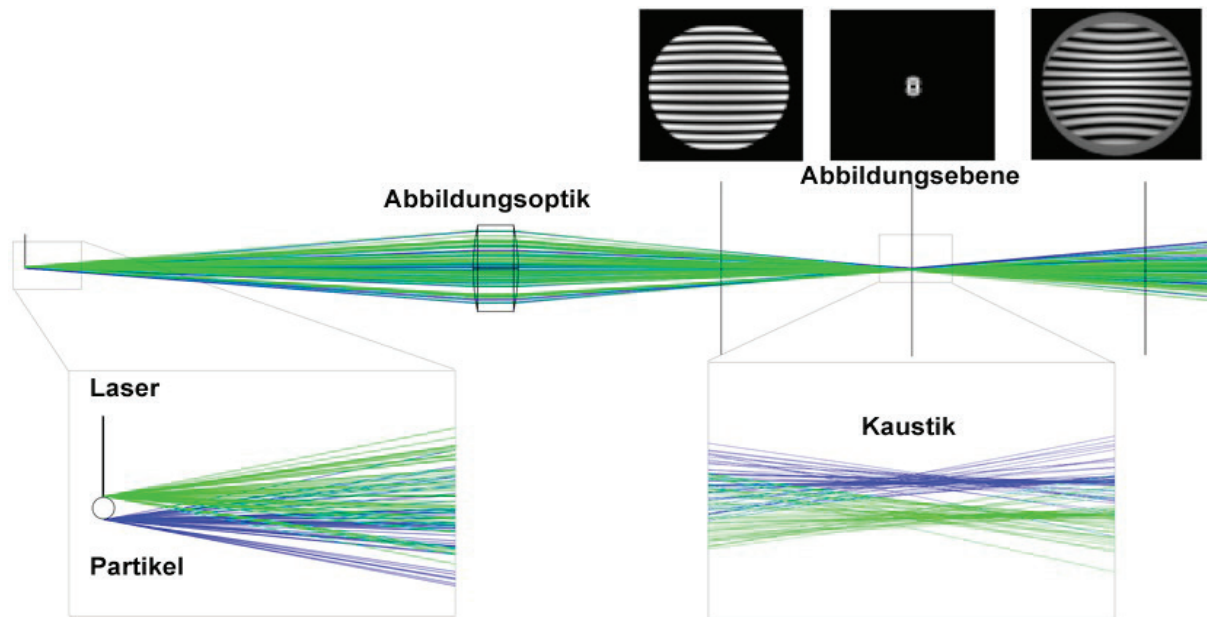 Abbildungsebene
Abbildungsoptik
Laser
Partikel
Kaustik